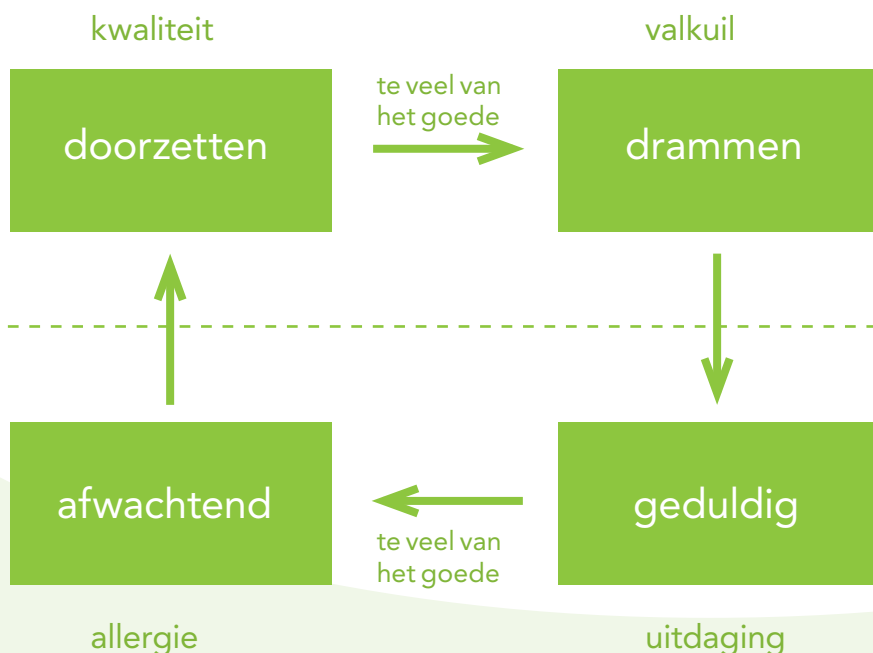 kwaliteit
valkuil
te veel van
het goede
doorzetten
drammen
afwachtend
geduldig
te veel van
het goede
allergie
uitdaging